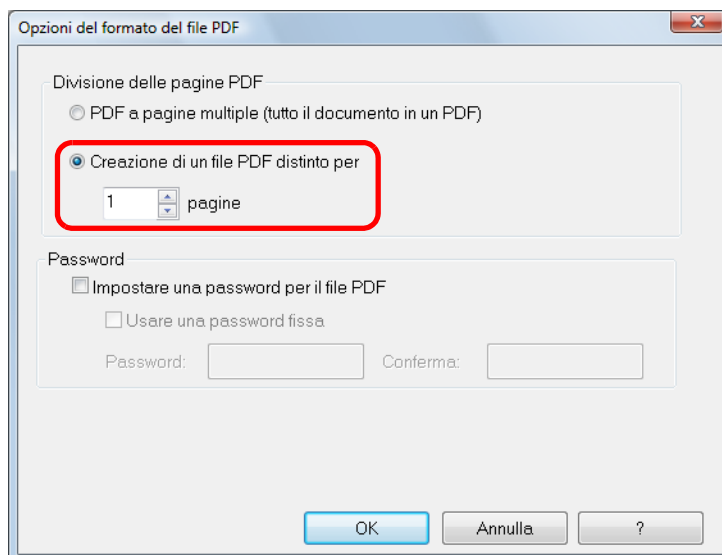 Opzioni del formato del file PDF
Divisione delle pagine PDF
PDF a pagine multiple (tutto il documento in un PDF)
Creazione di un file PDF distinto per
1 pagine
Password
Impostare una password per il file PDF
Usare una password fissa
Password: Conferma:
OK Annulla ?